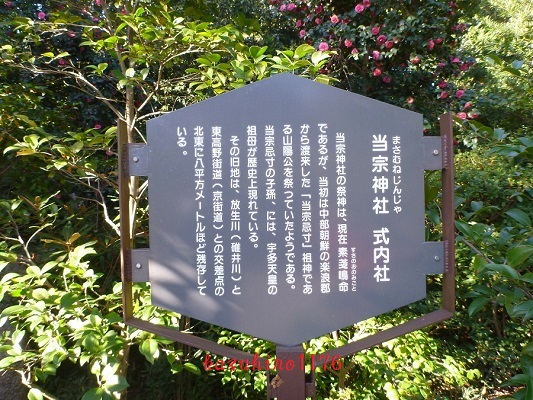 まさむねじんじゃ
当宗神社 式内社
すさのおのみこと
当宗神社の祭神は、現在 素菱嗚命
であるが、当初は中部朝鮮の楽浪郡
から渡来した「当宗忌寸」祖神であ
る山陽公を祭っていたようである。
当宗忌寸の子孫、には、宇多天皇の
祖母が歴史上現れている。
その旧地は、放生川(碓井川)と
東高野街道(京街道)との交差点の
北東に八平方メートルほど残存して
いる。
kazuhino1176